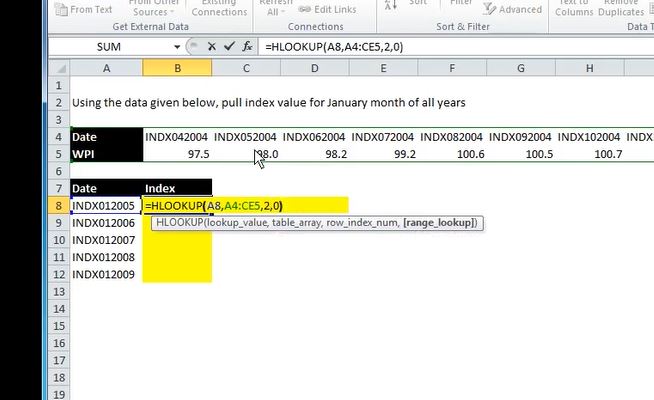 From Text
From Other Sources
Existing Connections
Refresh All
Edit Links
Sort
Filter
Advanced
Text to Columns
Remove Duplicates
Get External Data
Connections
Sort & Filter
Data T
SUM fx =HLOOKUP(A8,A4:CE5,2,0)
A B C D E F G H
1
2 Using the data given below, pull index value for January month of all years
3
4 Date INDX042004 INDX052004 INDX062004 INDX072004 INDX082004 INDX092004 INDX102004 INDX
5 WPI 97.5 98.0 98.2 99.2 100.6 100.5 100.7
6
7 Date Index
8 INDX012005 =HLOOKUP(A8,A4:CE5,2,0)
9 INDX012006 HLOOKUP(lookup_value, table_array, row_index_num, [range_lookup])
10 INDX012007
11 INDX012008
12 INDX012009
13
14
15
16
17
18
19